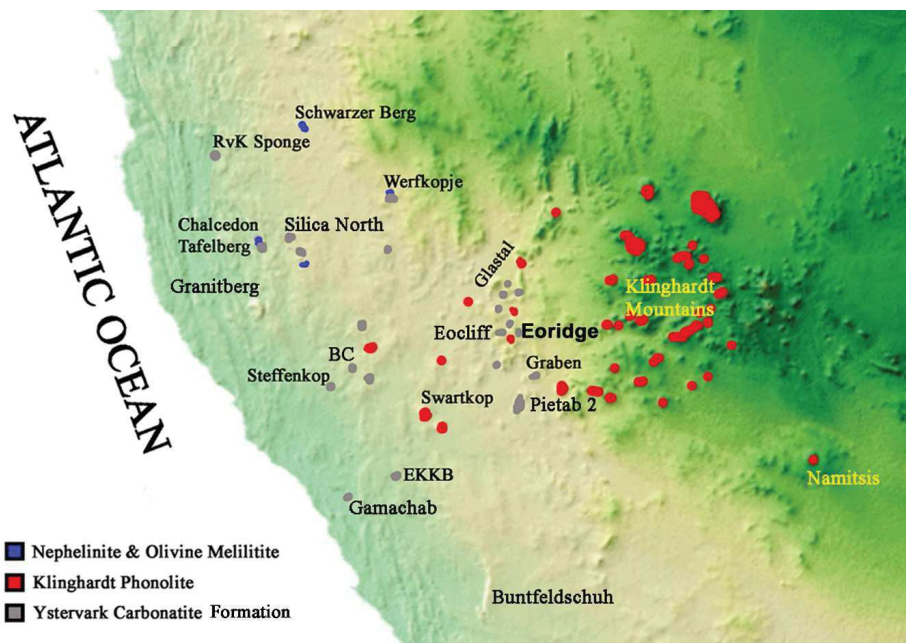 ATLANTIC OCEAN
Schwarzer Berg
RvK Sponge
Werfkopje
Chalcedon
Tafelberg
Silica North
Granitberg
Glastal
Klinghardt
Mountains
Eocliff
Eoridge
BC
Graben
Steffenkop
Swartkop
Pietab 2
EKKB
Namitsis
Gamachab
Buntfeldschuh
Nephelinite & Olivine Melilitite
Klinghardt Phonolite
Ystervark Carbonatite Formation